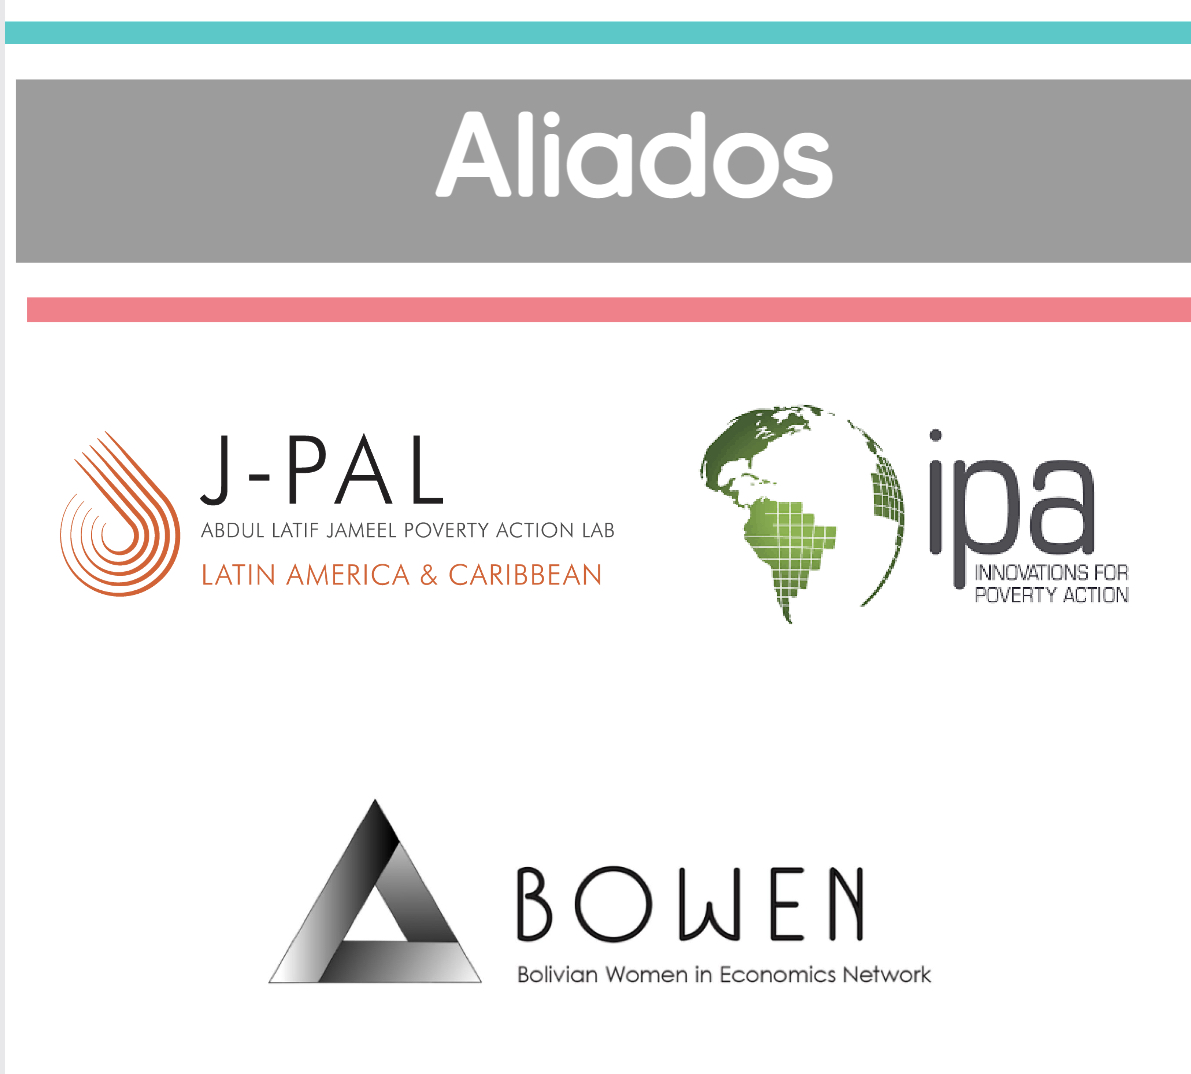 Aliados
J-PAL
ABDUL LATIF JAMEEL POVERTY ACTION LAB
LATIN AMERICA & CARIBBEAN
ipa
INNOVATIONS FOR
POVERTY ACTION
BOWEN
Bolivian Women in Economics Network